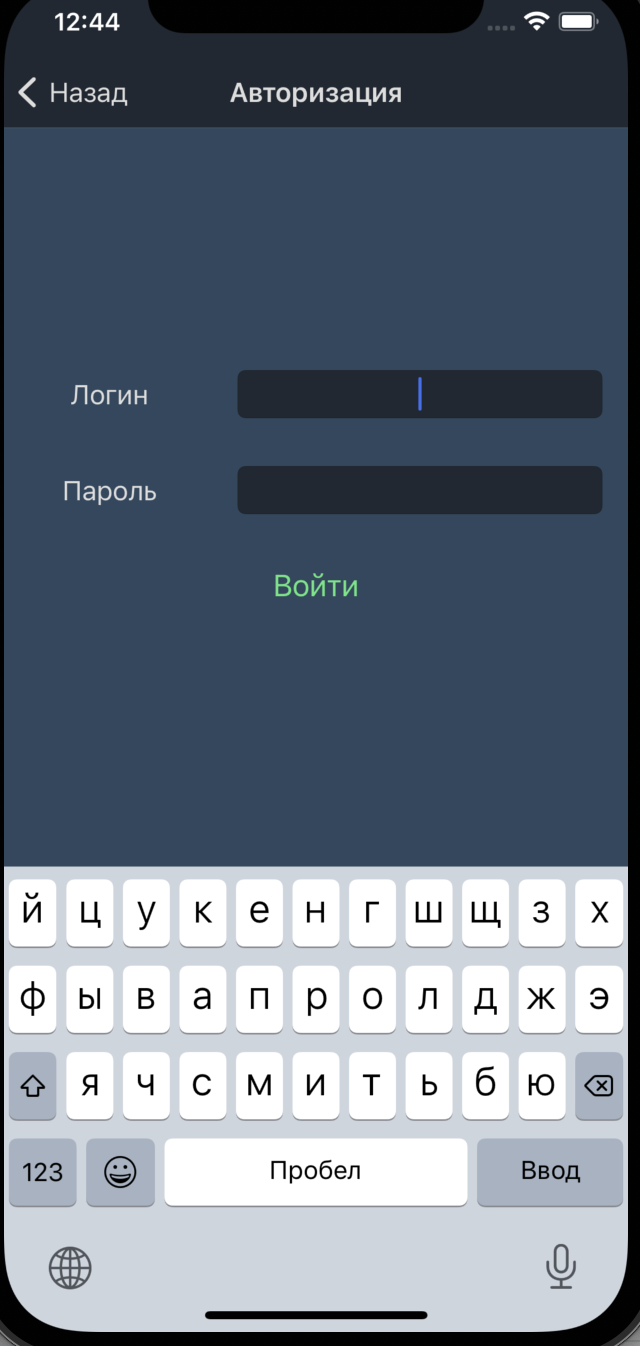 12:44
Назад Авторизация
Логин
Пароль
Войти
й ц у к е н г ш щ з х
ф ы в а п р о л д ж э
я ч с м и т ь б ю
123 Пробел Ввод